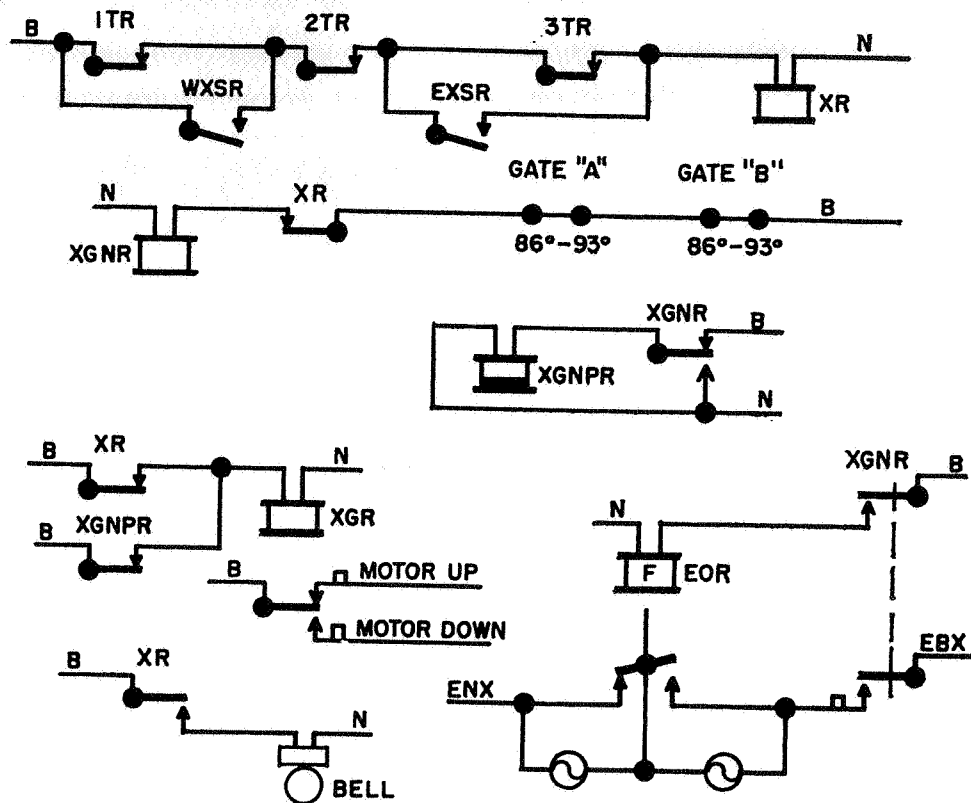 B 1TR 2TR 3TR N
WXSR EXSR XR
GATE "A" GATE "B"
N XR B
XGNR 86°-93° 86°-93°
XGNR B
XGNPR
N
B XR N XGNR B
XGNPR XGR
B N
F EOR
B MOTOR UP
MOTOR DOWN
B XR EBX
ENX
N
BELL